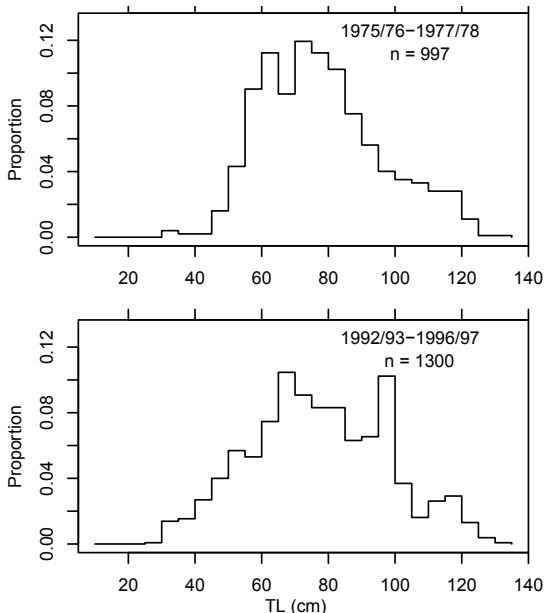 1975/76−1977/78
n = 997
Proportion
0.00 0.04 0.08 0.12
20 40 60 80 100 120 140
1992/93−1996/97
n = 1300
Proportion
0.00 0.04 0.08 0.12
20 40 60 80 100 120 140
TL (cm)